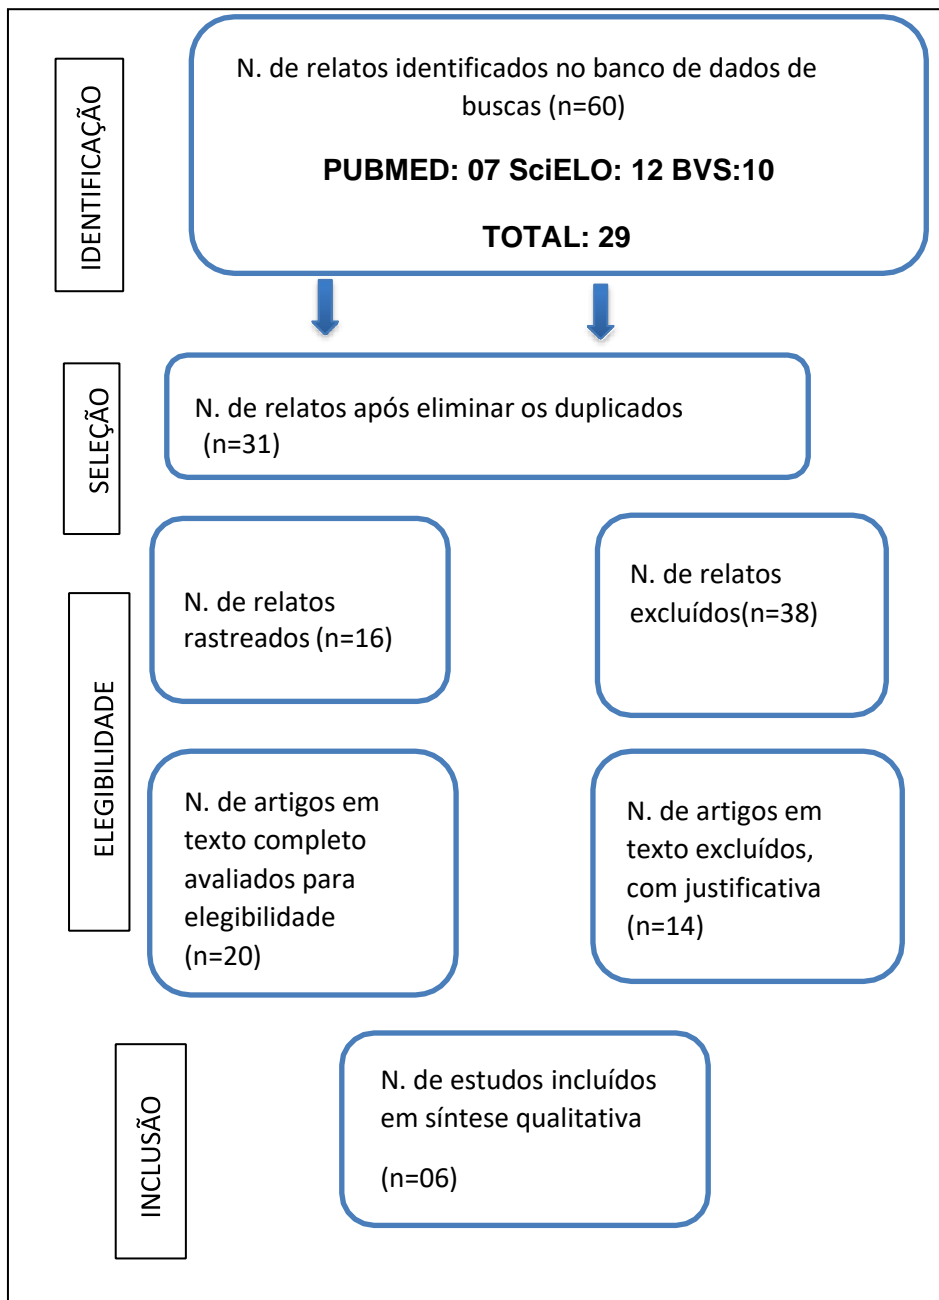 IDENTIFICAÇÃO
N. de relatos identificados no banco de dados de
buscas (n=60)
PUBMED: 07 SciELO: 12 BVS:10
TOTAL: 29
SELEÇÃO
N. de relatos após eliminar os duplicados
(n=31)
ELEGIBILIDADE
N. de relatos
rastreados (n=16)
N. de relatos
excluídos(n=38)
N. de artigos em
texto completo
avaliados para
elegibilidade
(n=20)
N. de artigos em
texto excluídos,
com justificativa
(n=14)
INCLUSÃO
N. de estudos incluídos
em síntese qualitativa
(n=06)